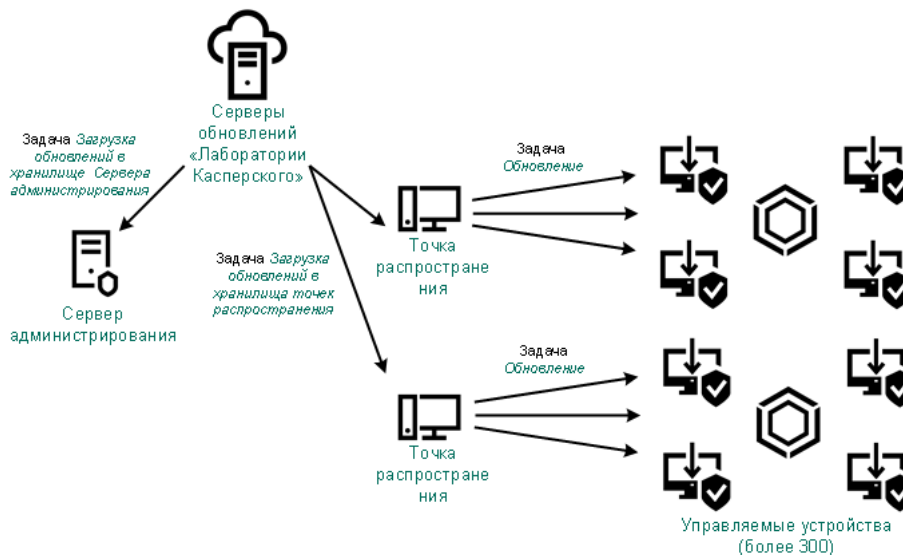 Серверы
обновлений
«Лаборатории
Касперского»
Задача Загрузка
обновлений в
хранилище Сервера
администрирования
Сервер
администрирования
Задача Загрузка
обновлений в
хранилища точек
распространения
Точка
распростране
ния
Задача
Обновление
Точка
распростране
ния
Задача
Обновление
Управляемые устройства
(более 300)